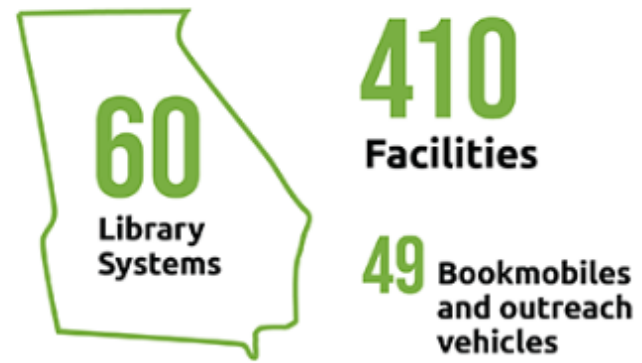 60
Library
Systems
410
Facilities
49 Bookmobiles
and outreach
vehicles